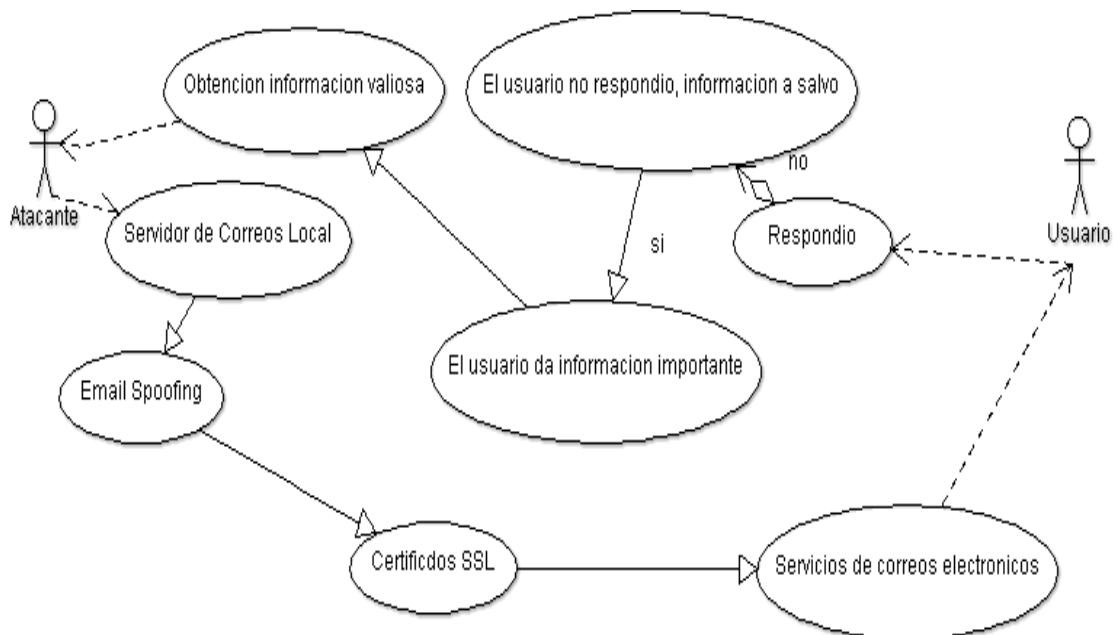 Obtencion informacion valiosa
El usuario no respondio, informacion a salvo
no
Atacante
Servidor de Correos Local
si
Respondio
Usuario
Email Spoofing
El usuario da informacion importante
Certificdos SSL
Servicios de correos electronicos